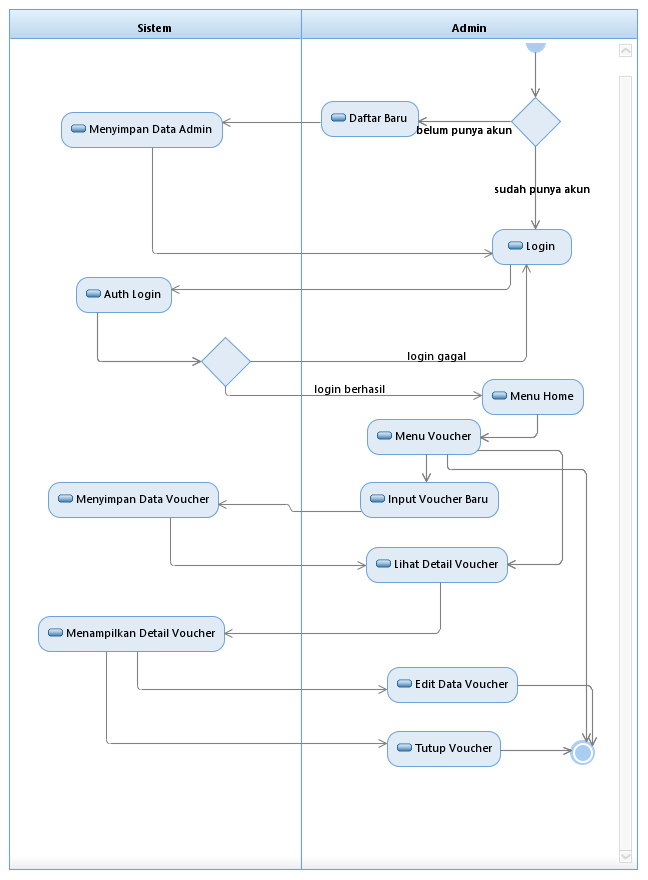 Sistem
Admin
Daftar Baru
Menyimpan Data Admin
belum punya akun
sudah punya akun
Login
Auth Login
login gagal
login berhasil
Menu Home
Menu Voucher
Menyimpan Data Voucher
Input Voucher Baru
Lihat Detail Voucher
Menampilkan Detail Voucher
Edit Data Voucher
Tutup Voucher